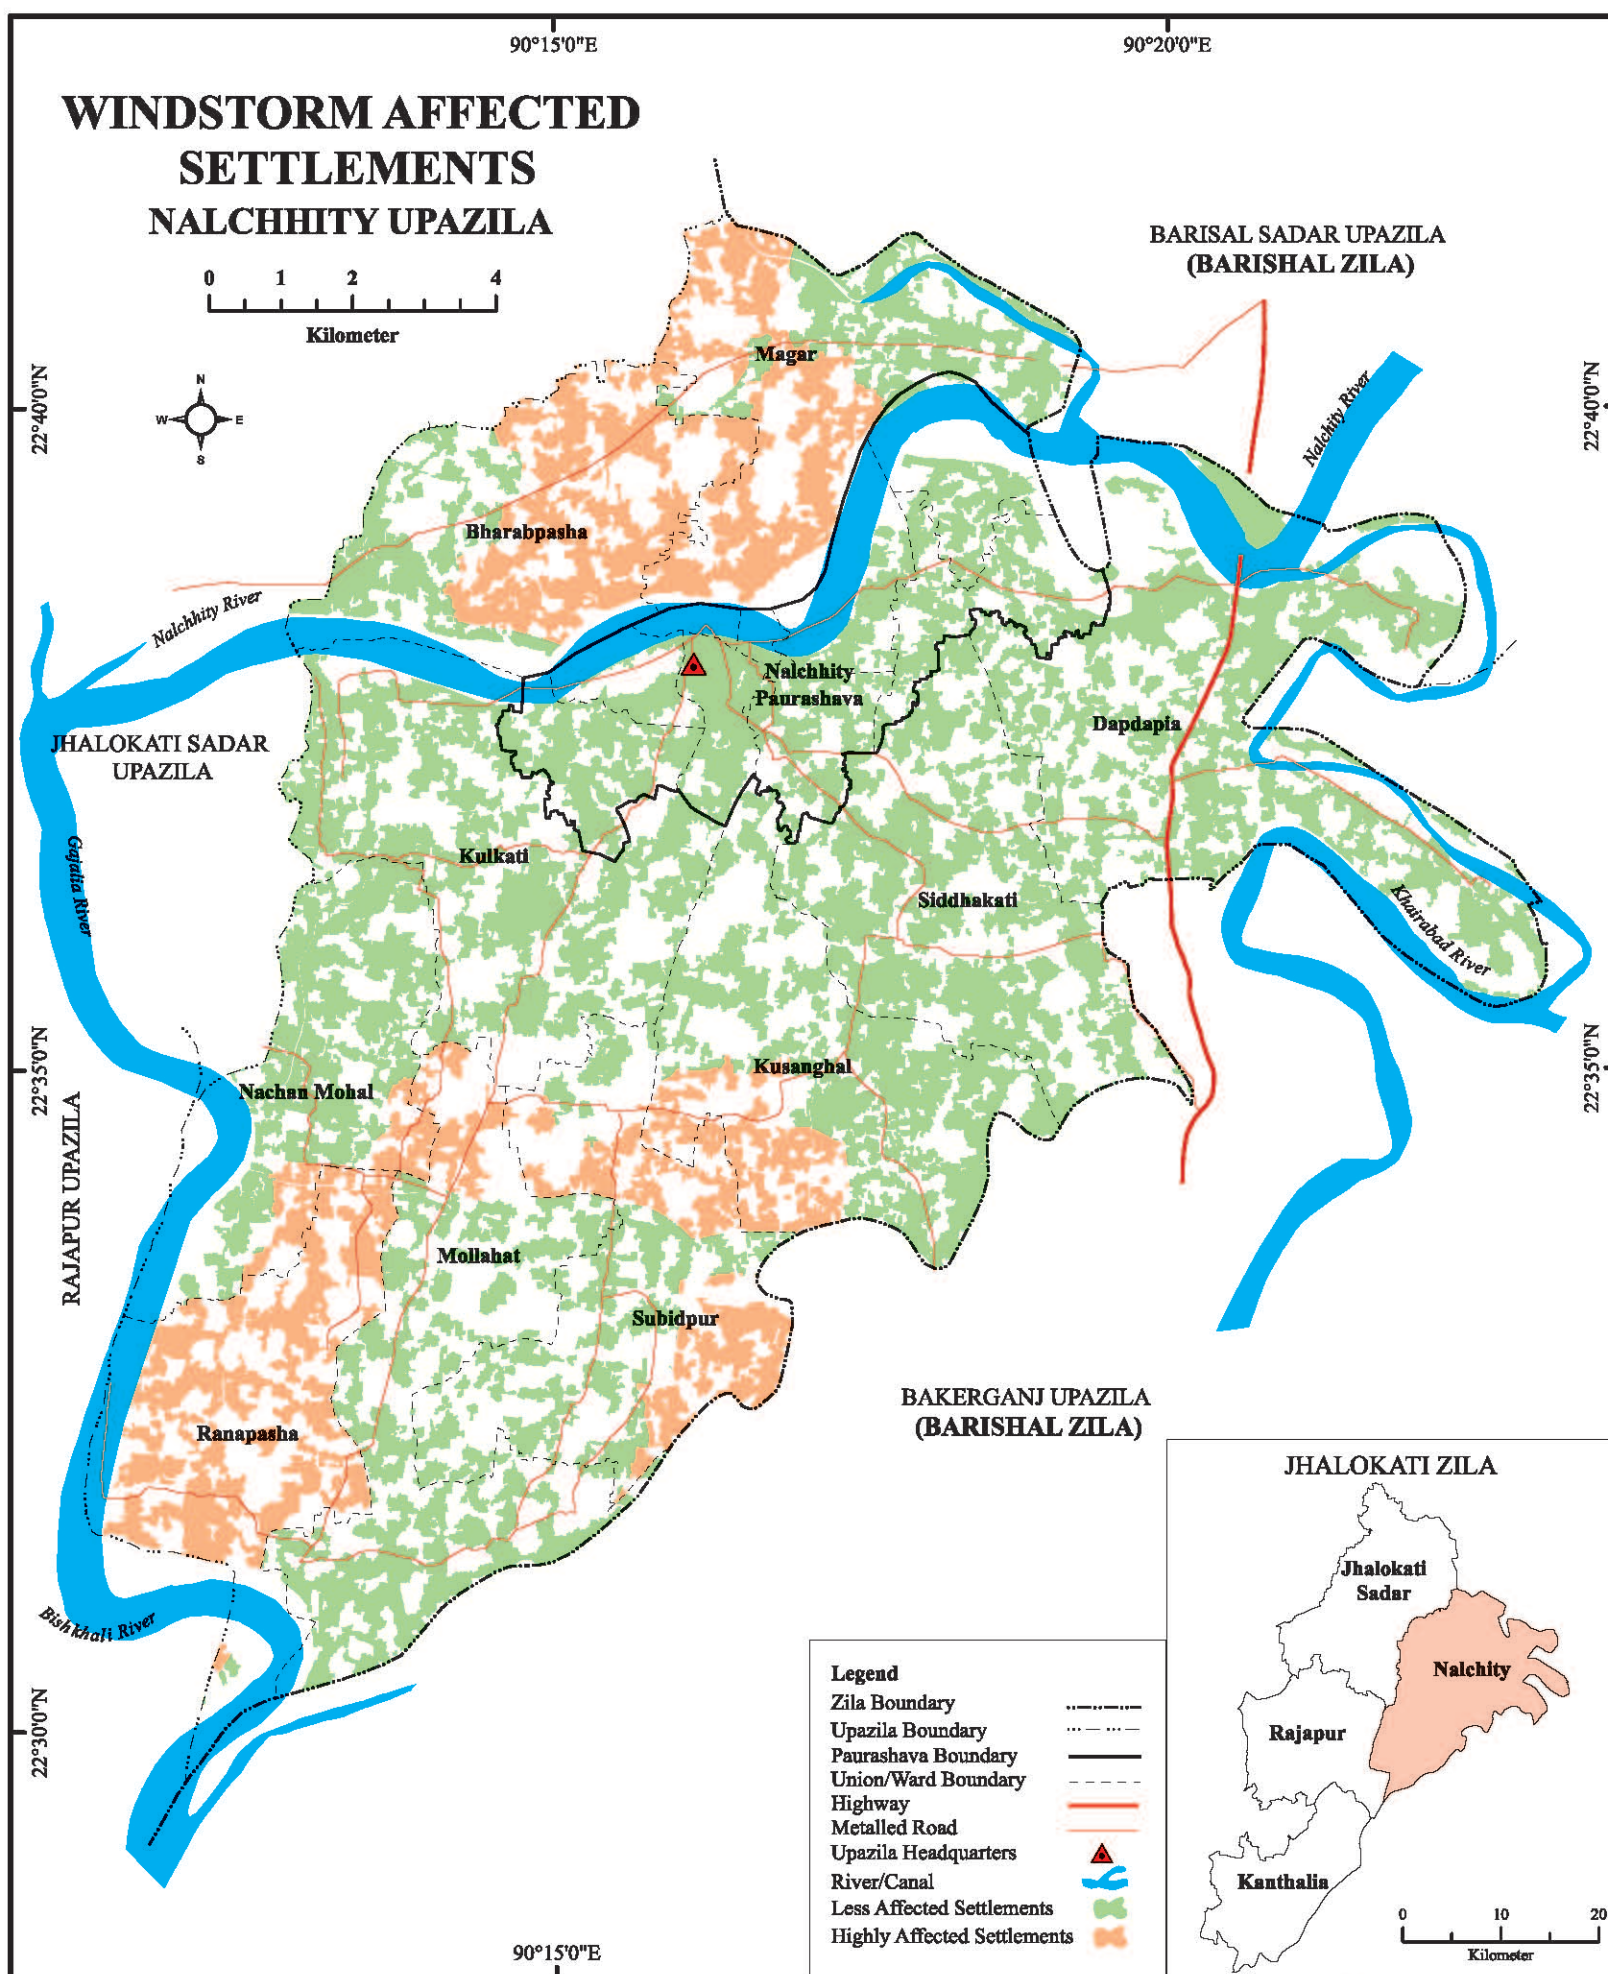 90°15'0"E
90°20'0"E
WINDSTORM AFFECTED
SETTLEMENTS
NALCHHITY UPAZILA
0 1 2 4
Kilometer
N
W E
S
BARISAL SADAR UPAZILA
(BARISHAL ZILA)
22°40'0"N
22°40'0"N
Magar
Nalchity River
Bharabpasha
Nalchhity River
Nalchhity
Paurashava
Dapdapia
JHALOKATI SADAR
UPAZILA
Gajalia River
Kulkati
Siddhakati
Khairabad River
22°35'0"N
22°35'0"N
Nachan Mohal
Kusanghal
RAJAPUR UPAZILA
Mollahat
Subidpur
Ranapasha
BAKERGANJ UPAZILA
(BARISHAL ZILA)
Bishkhali River
22°30'0"N
90°15'0"E
Legend
Zila Boundary
Upazila Boundary
Paurashava Boundary
Union/Ward Boundary
Highway
Metalled Road
Upazila Headquarters
River/Canal
Less Affected Settlements
Highly Affected Settlements
JHALOKATI ZILA
Jhalokati
Sadar
Nalchity
Rajapur
Kanthalia
0 10 20
Kilometer